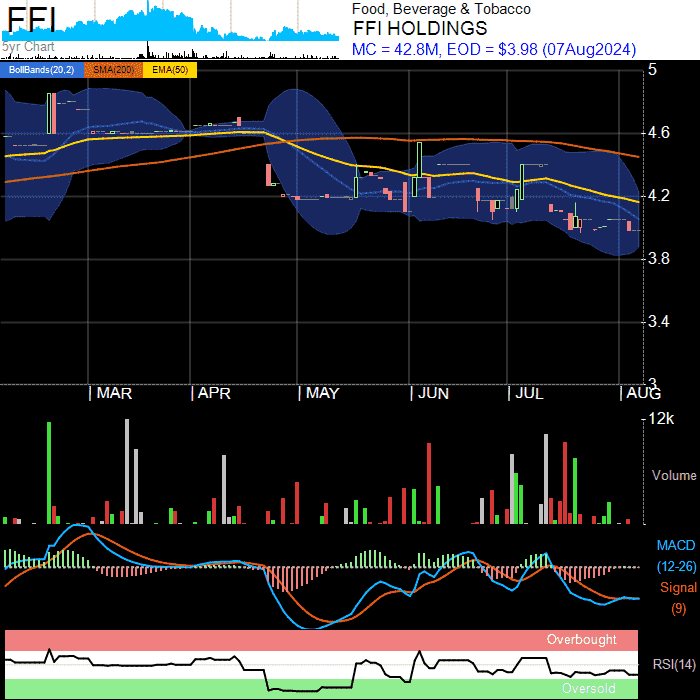 FFI
5yr Chart
Food, Beverage & Tobacco
FFI HOLDINGS
MC = 42.8M, EOD = $3.98 (07Aug2024)
BollBands(20,2) SMA(200) EMA(50)
5
4.6
4.2
3.8
3.4
3
MAR APR MAY JUN JUL AUG
12k
Volume
MACD
(12-26)
Signal
(9)
Overbought
RSI(14)
Oversold